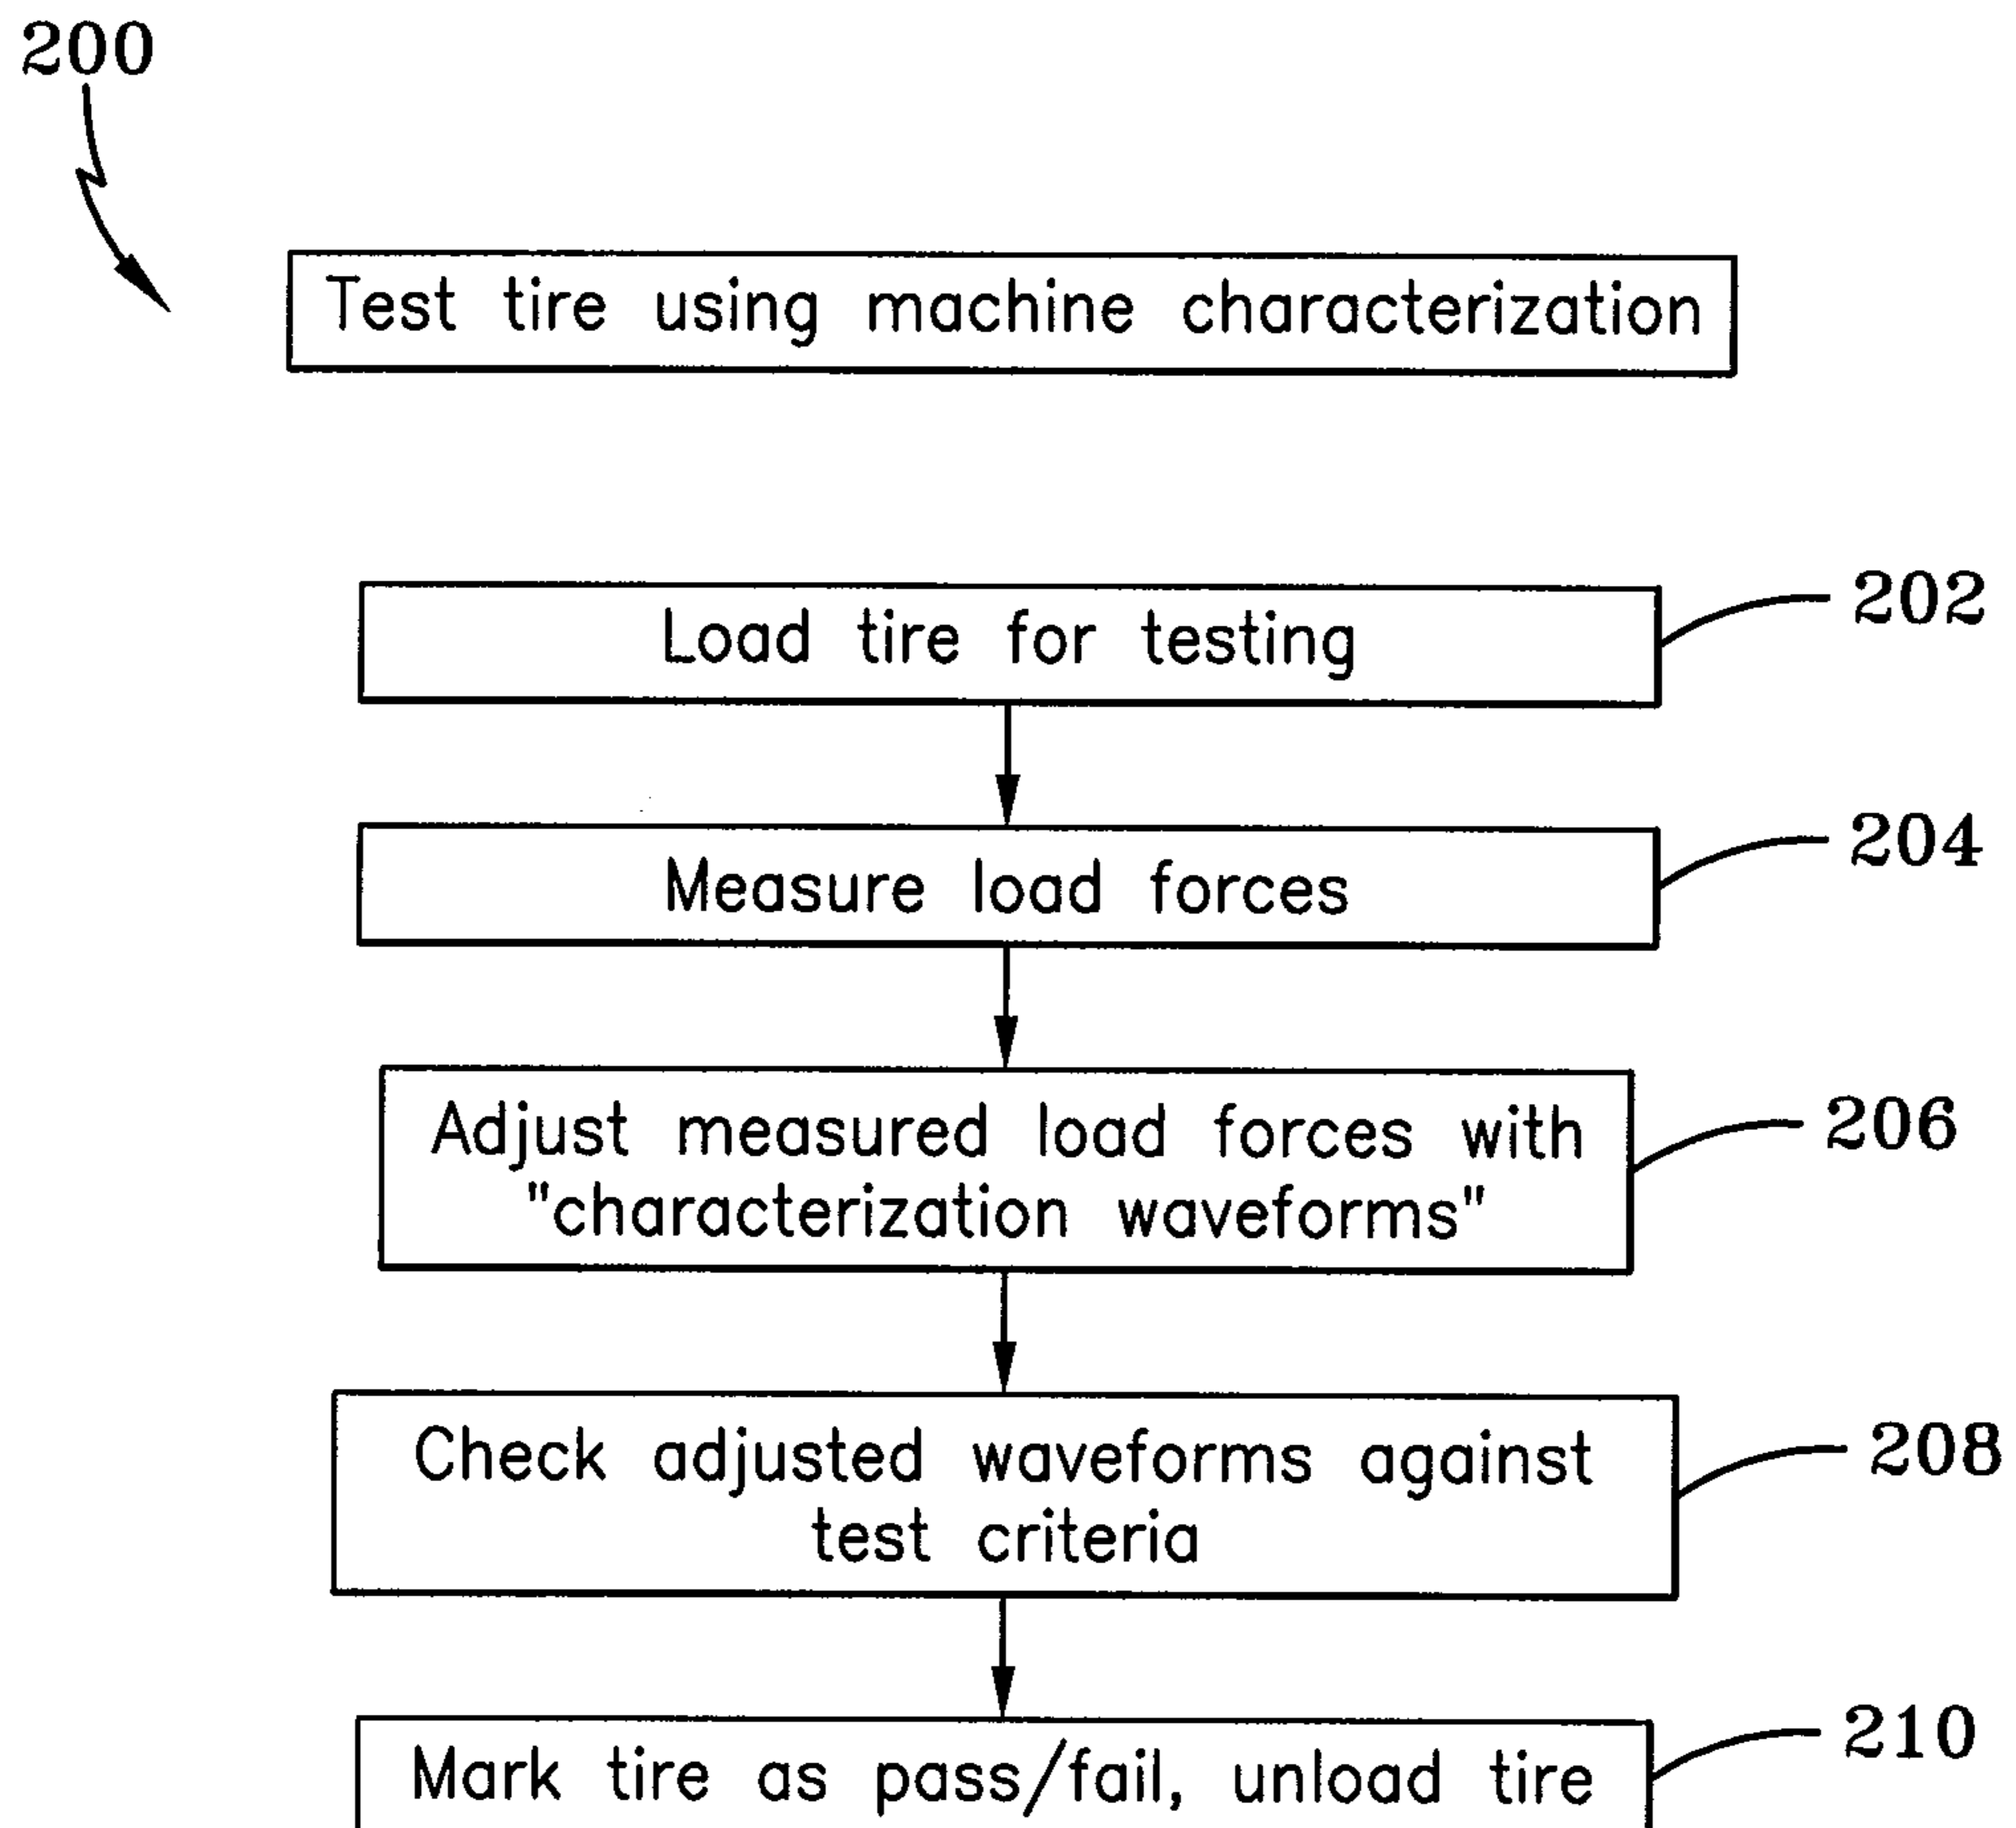 200
Test tire using machine characterization
Load tire for testing
202
Measure load forces
204
Adjust measured load forces with
"characterization waveforms"
206
Check adjusted waveforms against
test criteria
208
Mark tire as pass/fail, unload tire
210